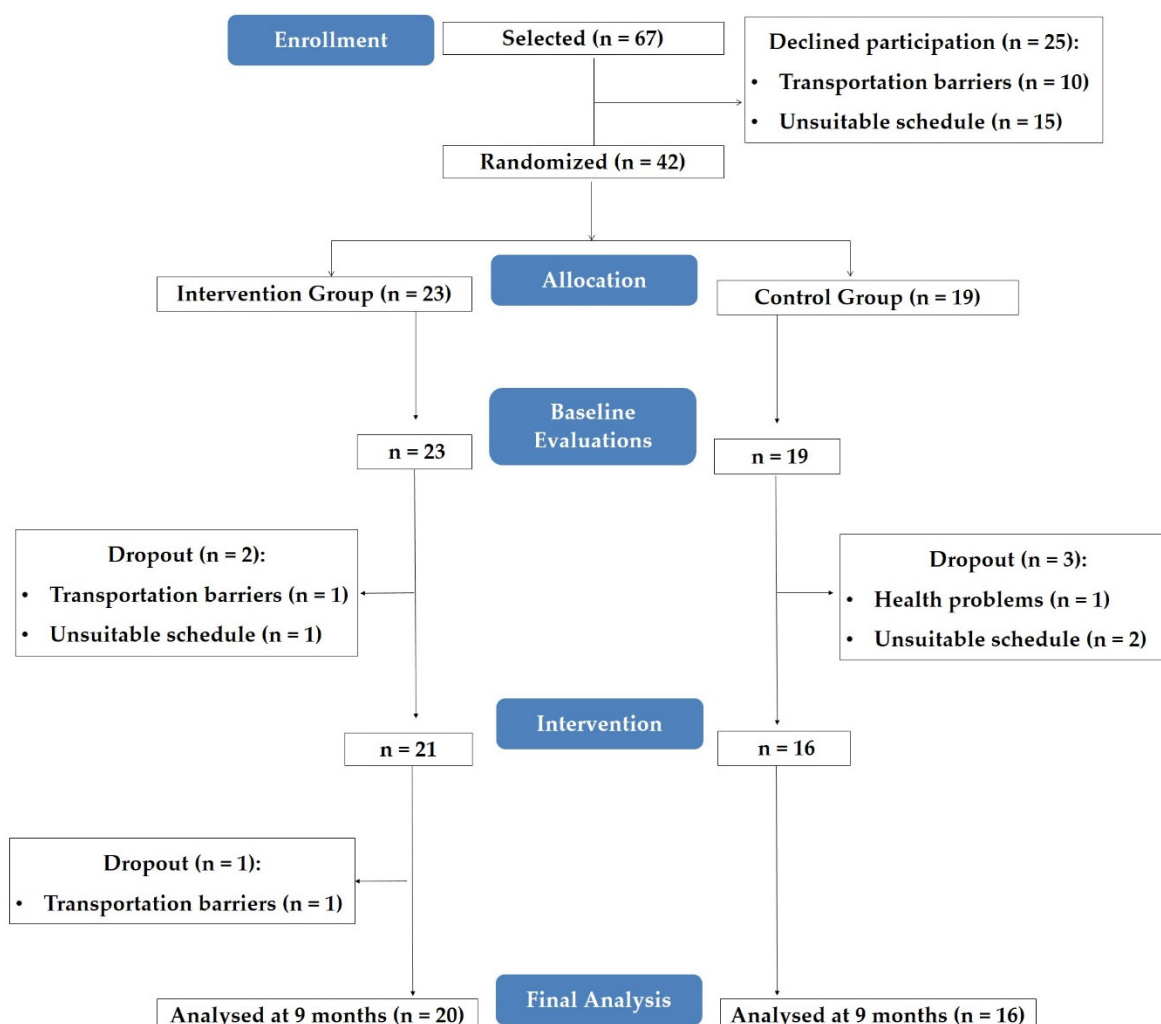 Enrollment
Selected (n = 67)
Declined participation (n = 25):
• Transportation barriers (n = 10)
• Unsuitable schedule (n = 15)
Randomized (n = 42)
Allocation
Intervention Group (n = 23)
Control Group (n = 19)
Baseline
Evaluations
n = 23
n = 19
Dropout (n = 2):
• Transportation barriers (n = 1)
• Unsuitable schedule (n = 1)
Dropout (n = 3):
• Health problems (n = 1)
• Unsuitable schedule (n = 2)
Intervention
n = 21
n = 16
Dropout (n = 1):
• Transportation barriers (n = 1)
Final Analysis
Analysed at 9 months (n = 20)
Analysed at 9 months (n = 16)